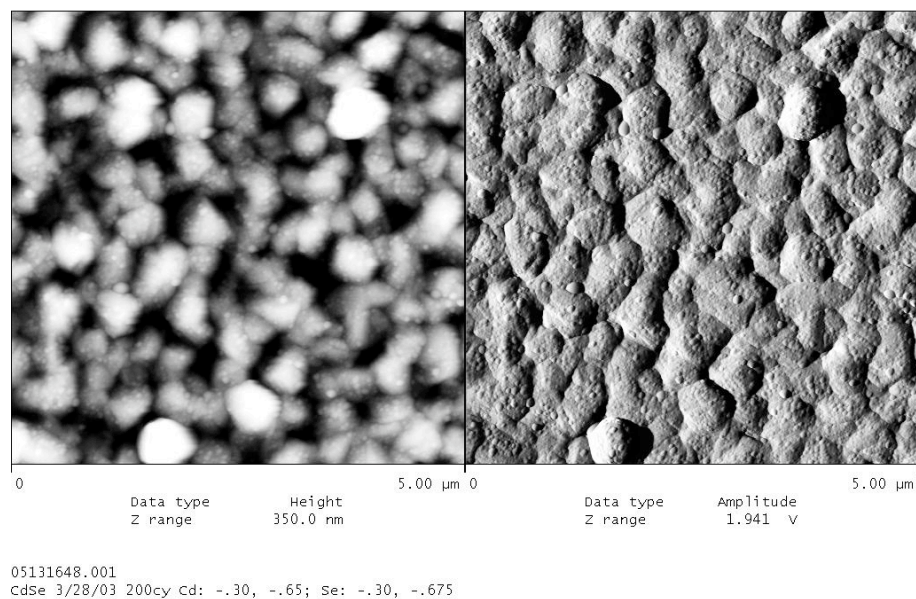 0 5.00 μm 0 5.00 μm
Data type Height Data type Amplitude
Z range 350.0 nm Z range 1.941 V
05131648.001
CdSe 3/28/03 200cy Cd: -.30, -.65; Se: -.30, -.675